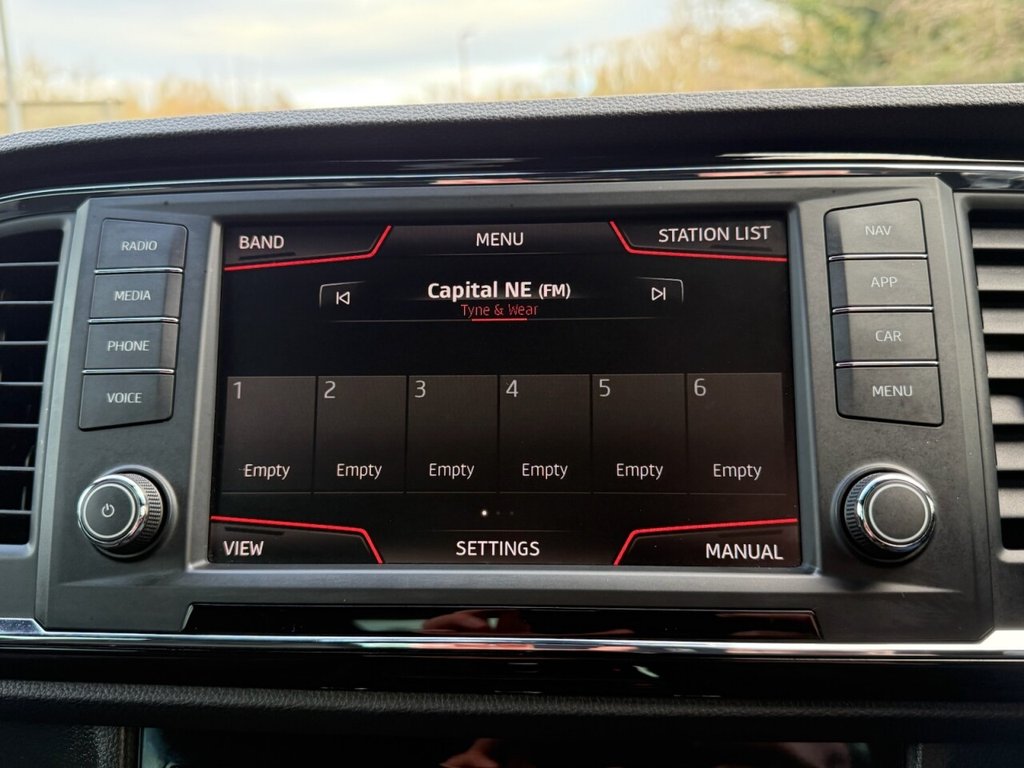 RADIO
MEDIA
PHONE
VOICE
BAND
MENU
STATION LIST
Capital NE (FM)
Tyne & Wear
1 2 3 4 5 6
Empty Empty Empty Empty Empty Empty
VIEW
SETTINGS
MANUAL
NAV
APP
CAR
MENU